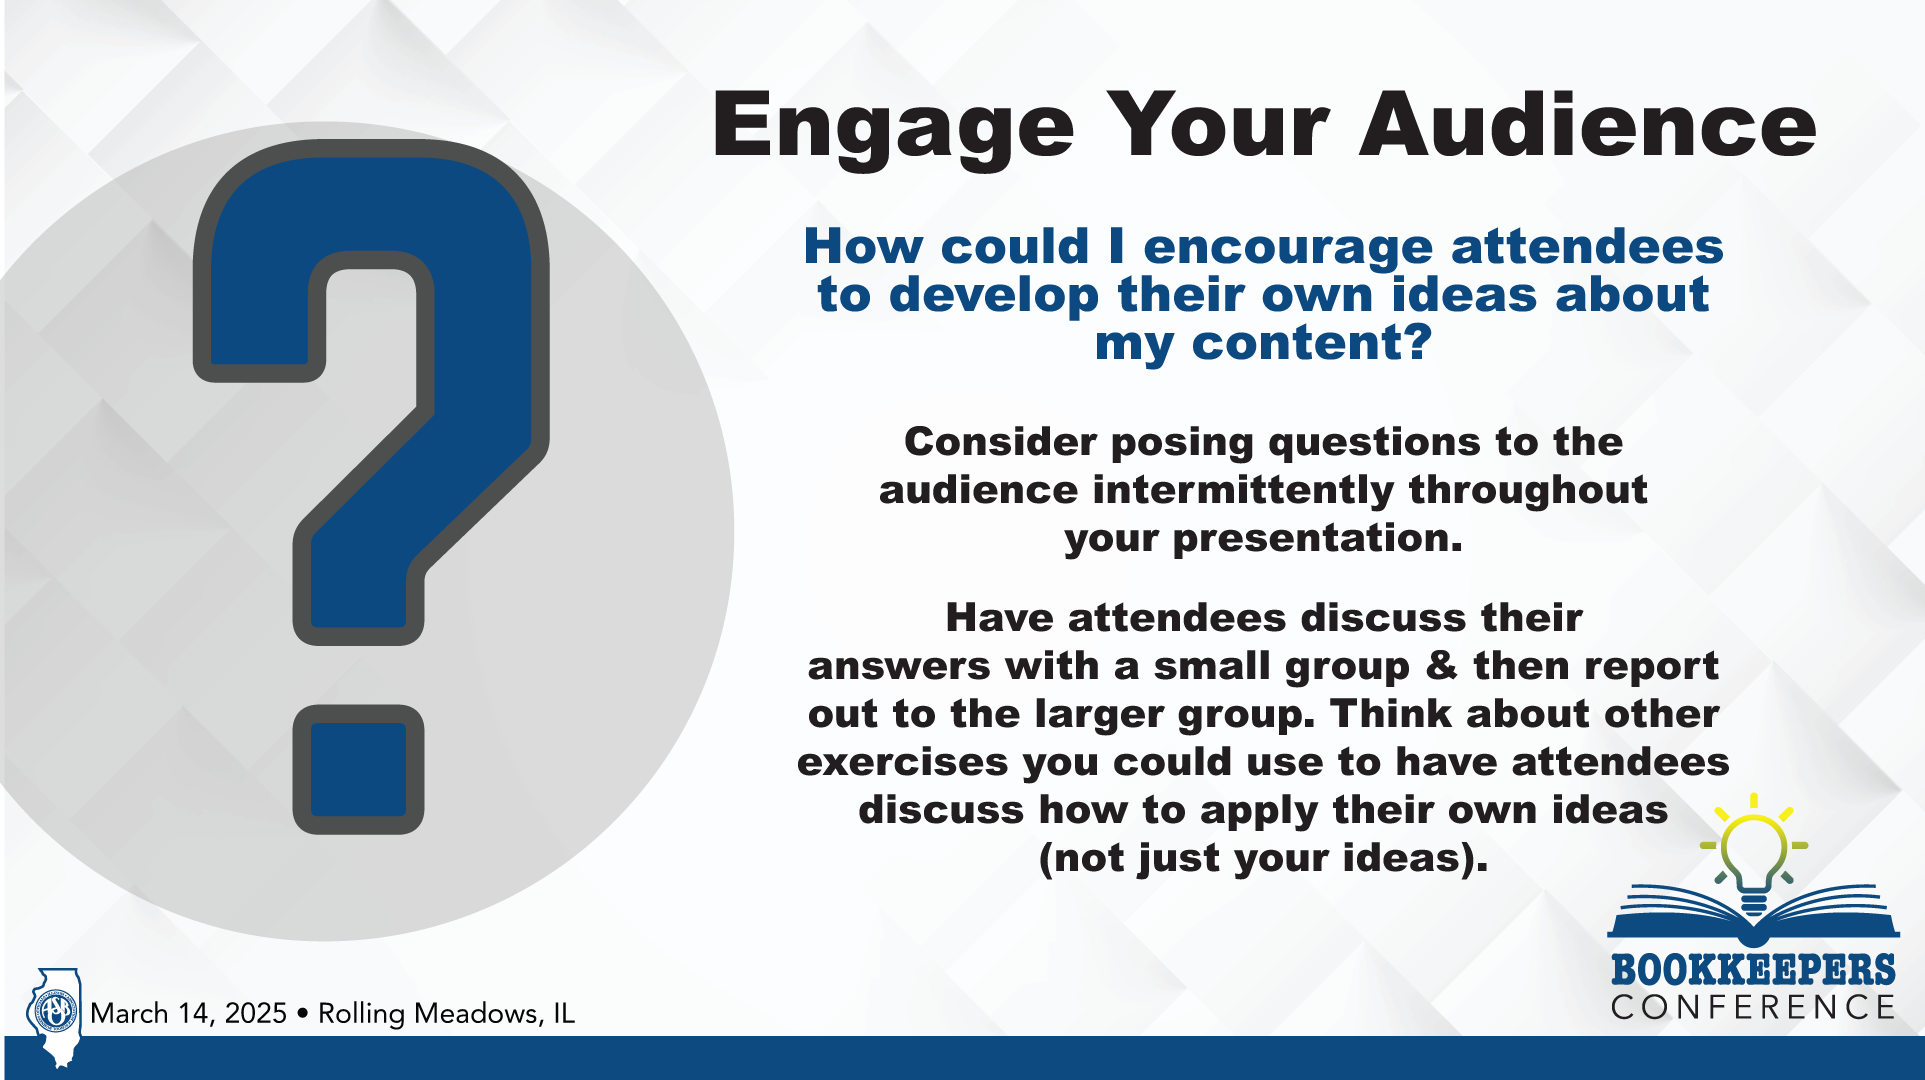 Engage Your Audience
How could I encourage attendees
to develop their own ideas about
my content?
Consider posing questions to the
audience intermittently throughout
your presentation.
Have attendees discuss their
answers with a small group & then report
out to the larger group. Think about other
exercises you could use to have attendees
discuss how to apply their own ideas
(not just your ideas).
BOOKKEEPERS
CONFERENCE
March 14, 2025 • Rolling Meadows, IL